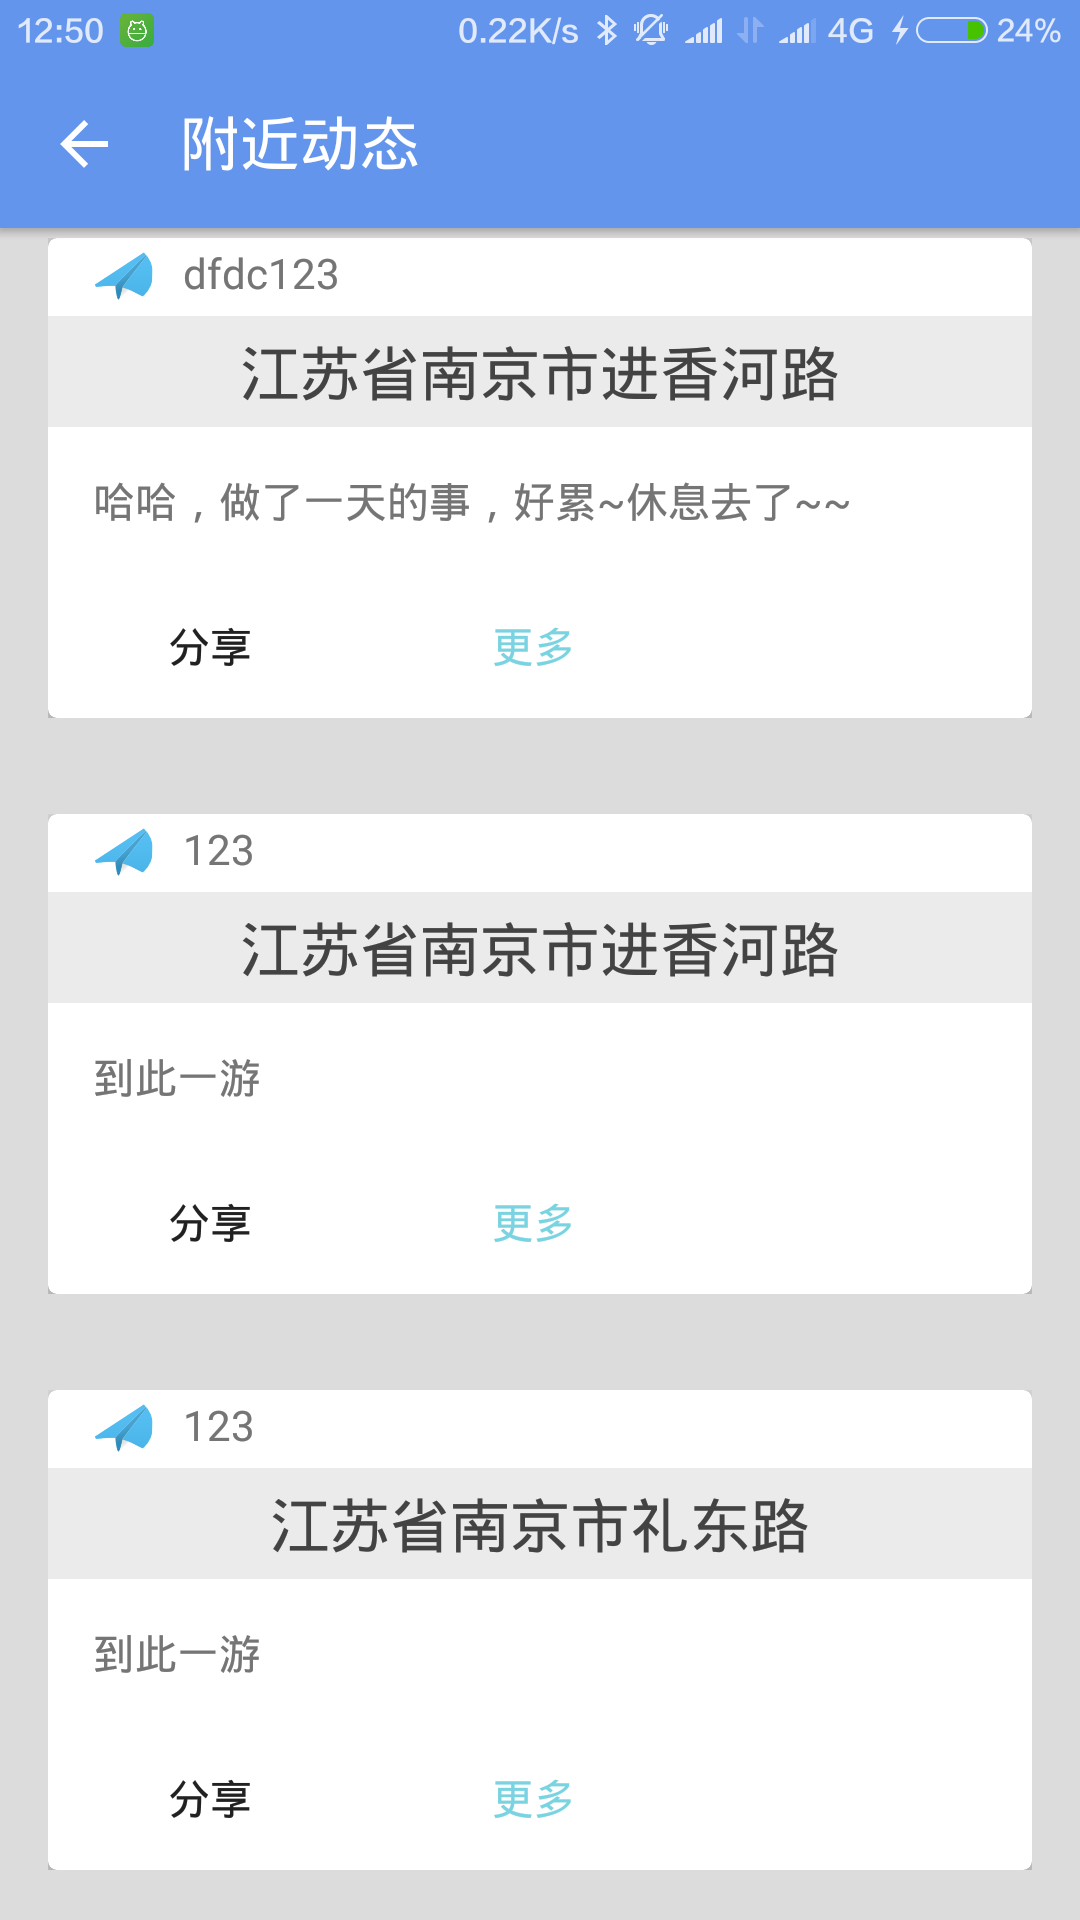 12:50 0.22K/s 4G 24%
附近动态
dfdc123
江苏省南京市进香河路
哈哈，做了一天的事，好累~休息去了~~
分享 更多
123
江苏省南京市进香河路
到此一游
分享 更多
123
江苏省南京市礼东路
到此一游
分享 更多